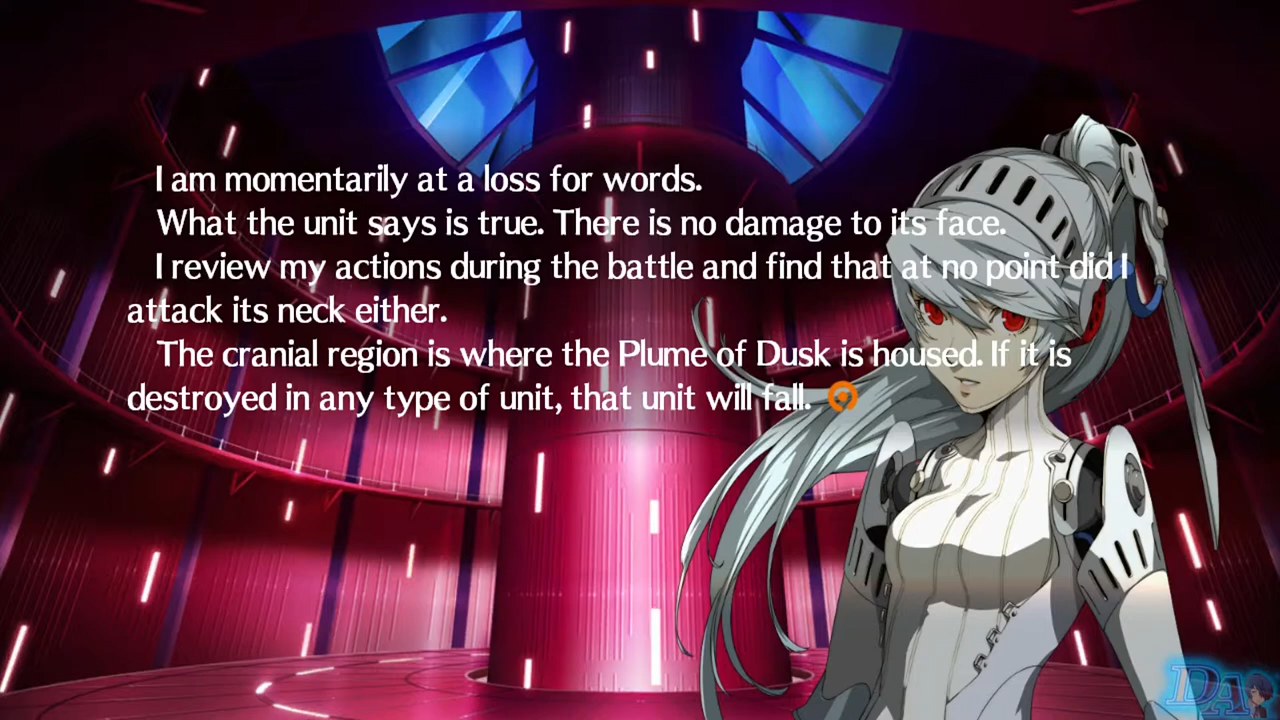 I am momentarily at a loss for words.
What the unit says is true. There is no damage to its face.
I review my actions during the battle and find that at no point did I
attack its neck either.
The cranial region is where the Plume of Dusk is housed. If it is
destroyed in any type of unit, that unit will fall.
DA